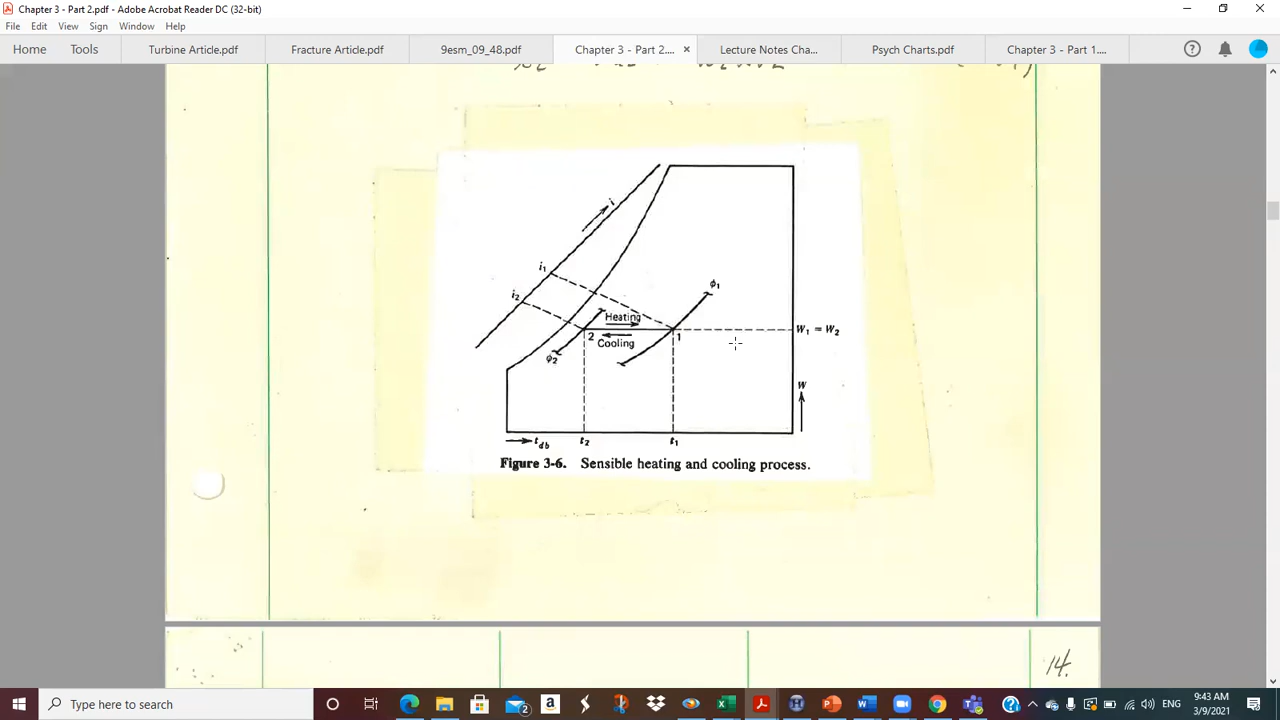 Chapter 3 - Part 2.pdf - Adobe Acrobat Reader DC (32-bit)
File Edit View Sign Window Help
Home Tools Turbine Article.pdf Fracture Article.pdf 9esm_09_48.pdf Chapter 3 - Part 2.... × Lecture Notes Cha... Psych Charts.pdf Chapter 3 - Part 1....
i
i₁
ϕ₁
i₂
Heating
2 1 W₁ = W₂
Cooling
ϕ₂
W
t_db t₂ t₁
Figure 3-6. Sensible heating and cooling process.
14.
Type here to search
ENG
9:43 AM
3/9/2021